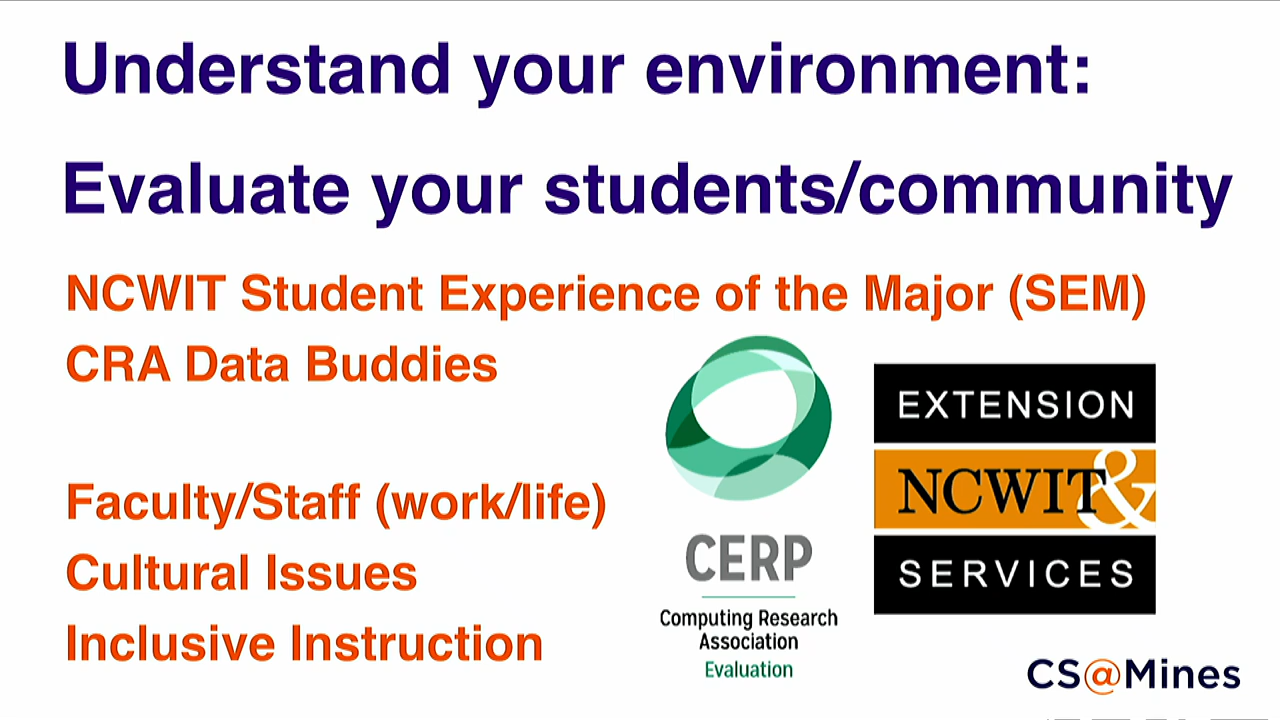 Understand your environment:
Evaluate your students/community
NCWIT Student Experience of the Major (SEM)
CRA Data Buddies
Faculty/Staff (work/life)
Cultural Issues
Inclusive Instruction
CERP
Computing Research
Association
Evaluation
EXTENSION
NCWIT &
SERVICES
CS@Mines